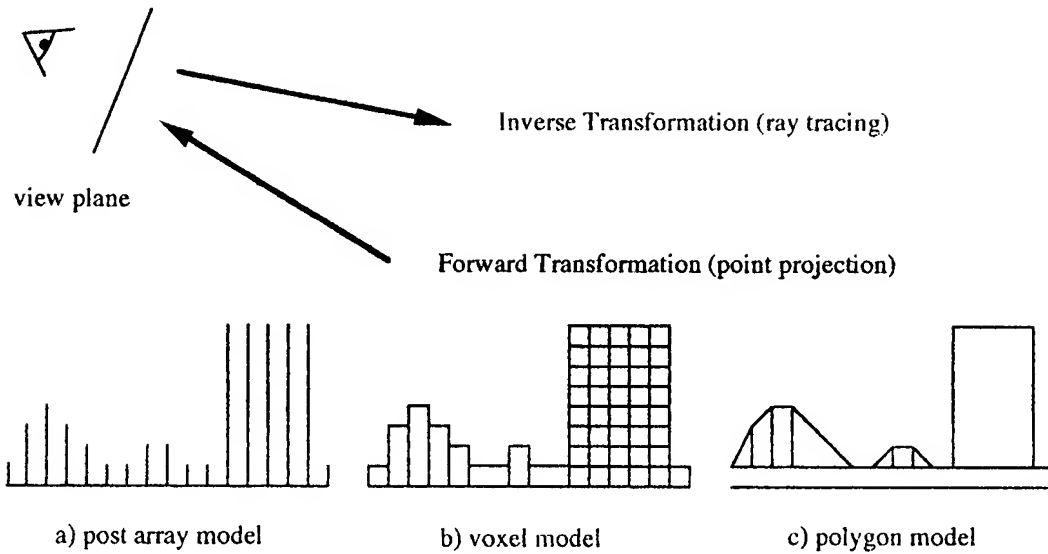 Inverse Transformation (ray tracing)
view plane
Forward Transformation (point projection)
a) post array model
b) voxel model
c) polygon model